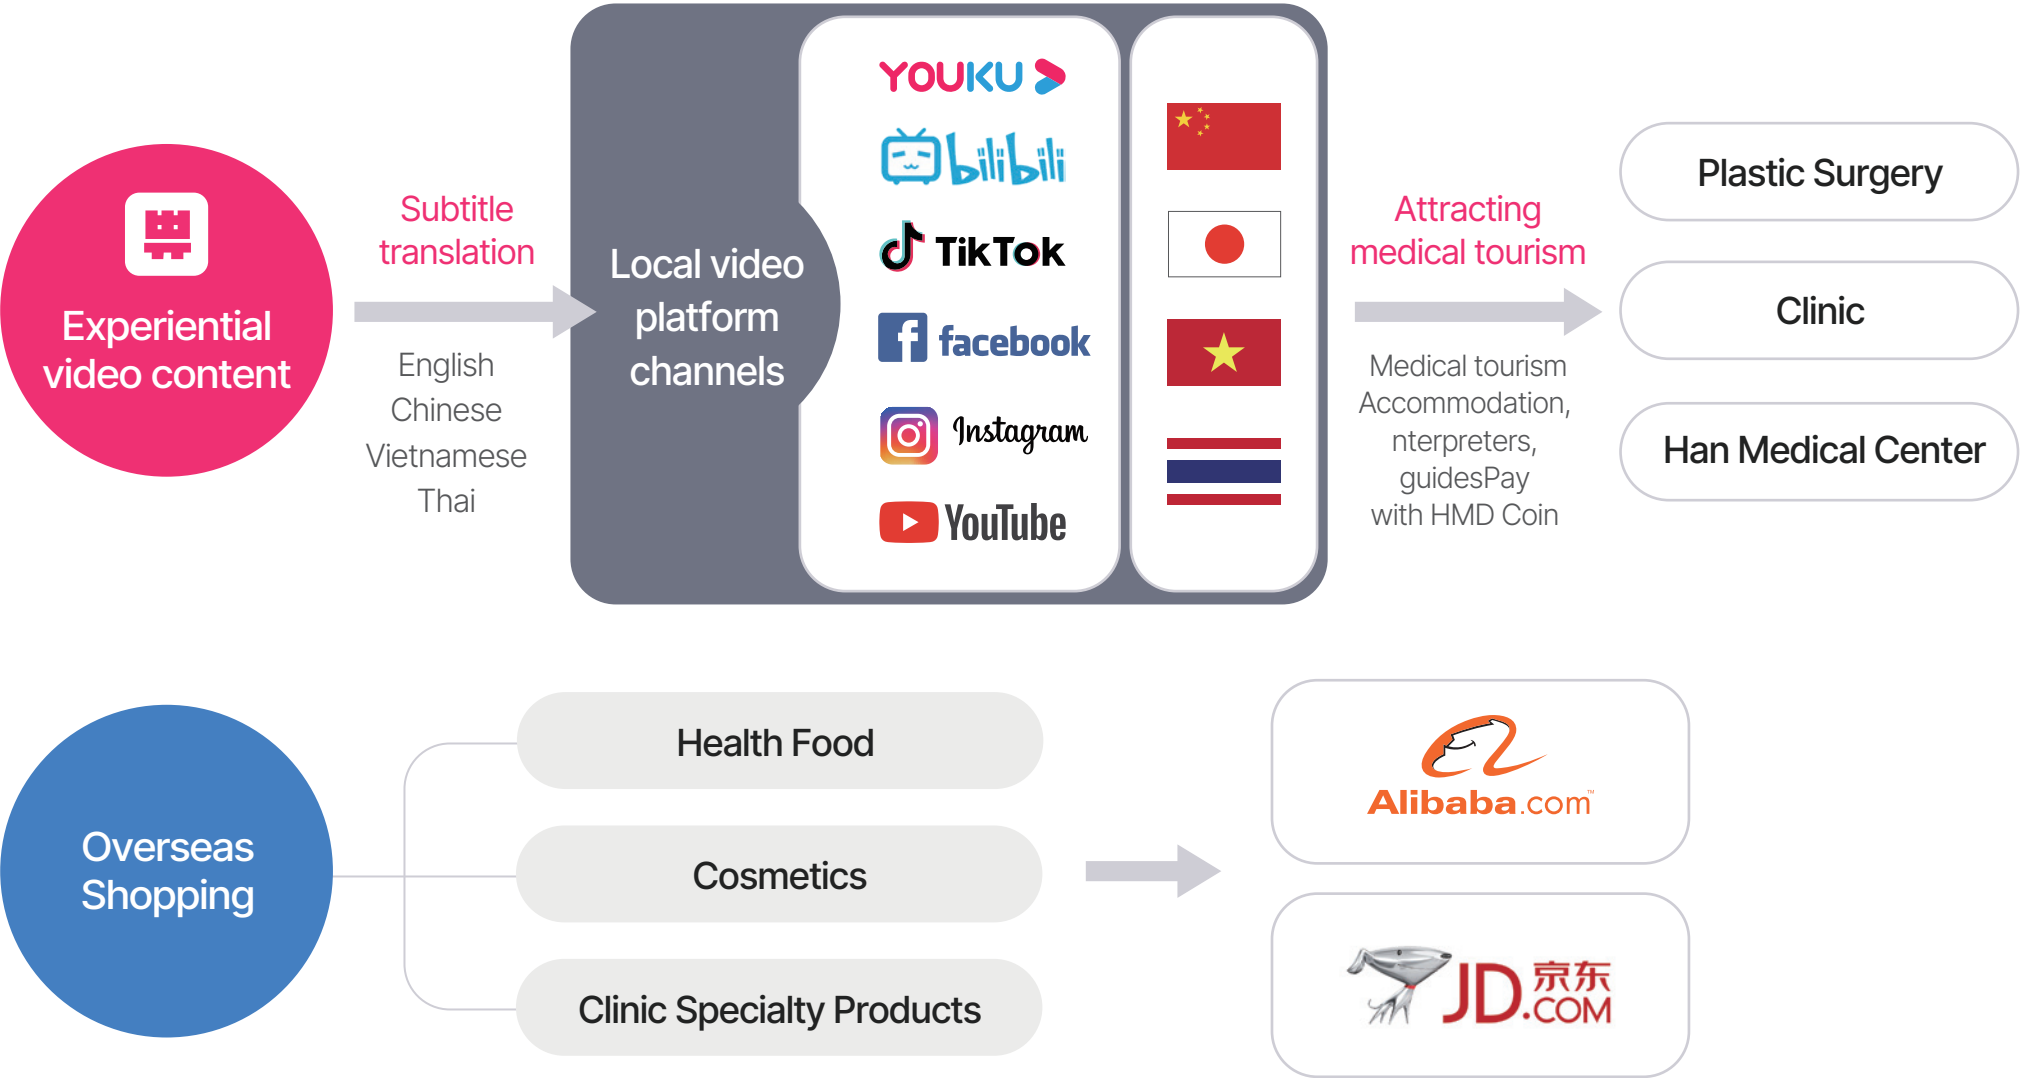 Experiential
video content
Subtitle
translation
English
Chinese
Vietnamese
Thai
Local video
platform
channels
YOUKU
bilibili
TikTok
facebook
Instagram
YouTube
Attracting
medical tourism
Medical tourism
Accommodation,
nterpreters,
guidesPay
with HMD Coin
Plastic Surgery
Clinic
Han Medical Center
Overseas
Shopping
Health Food
Cosmetics
Clinic Specialty Products
Alibaba.com™
JD.京东
COM